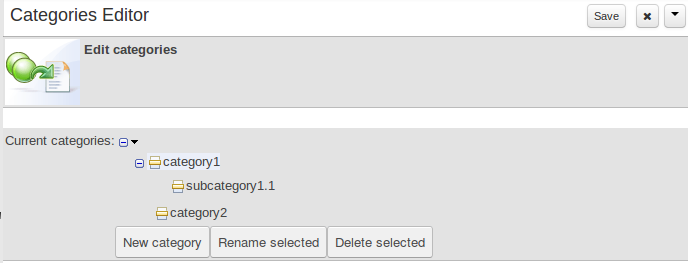 Categories Editor
Save
Edit categories
Current categories:
category1
subcategory1.1
category2
New category Rename selected Delete selected